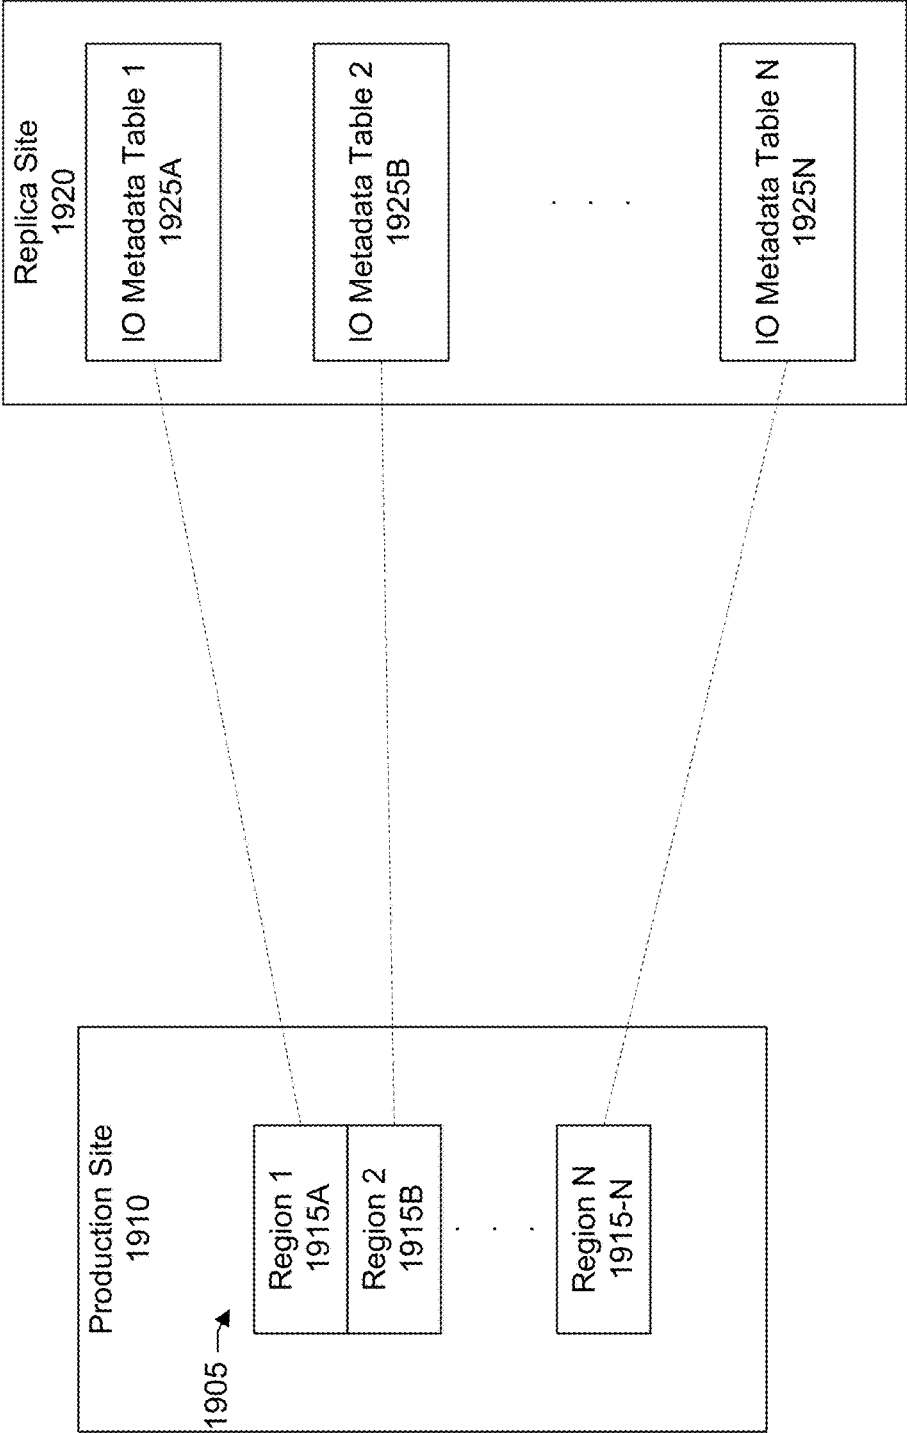 Production Site
1910
1905
Region 1
1915A
Region 2
1915B
. . .
Region N
1915-N
Replica Site
1920
IO Metadata Table 1
1925A
IO Metadata Table 2
1925B
. . .
IO Metadata Table N
1925N